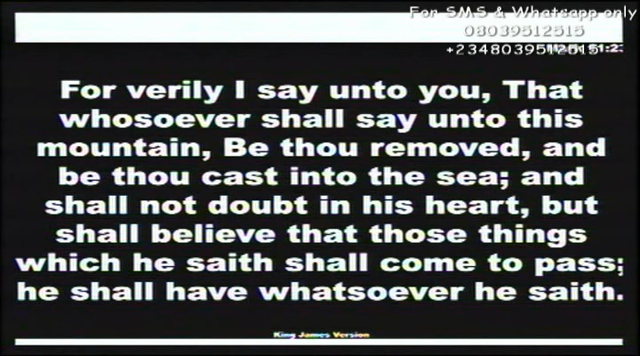 For SMS & Whatsapp only
08039512515
+2348039512515
For verily I say unto you, That
whosoever shall say unto this
mountain, Be thou removed, and
be thou cast into the sea; and
shall not doubt in his heart, but
shall believe that those things
which he saith shall come to pass;
he shall have whatsoever he saith.
King James Version